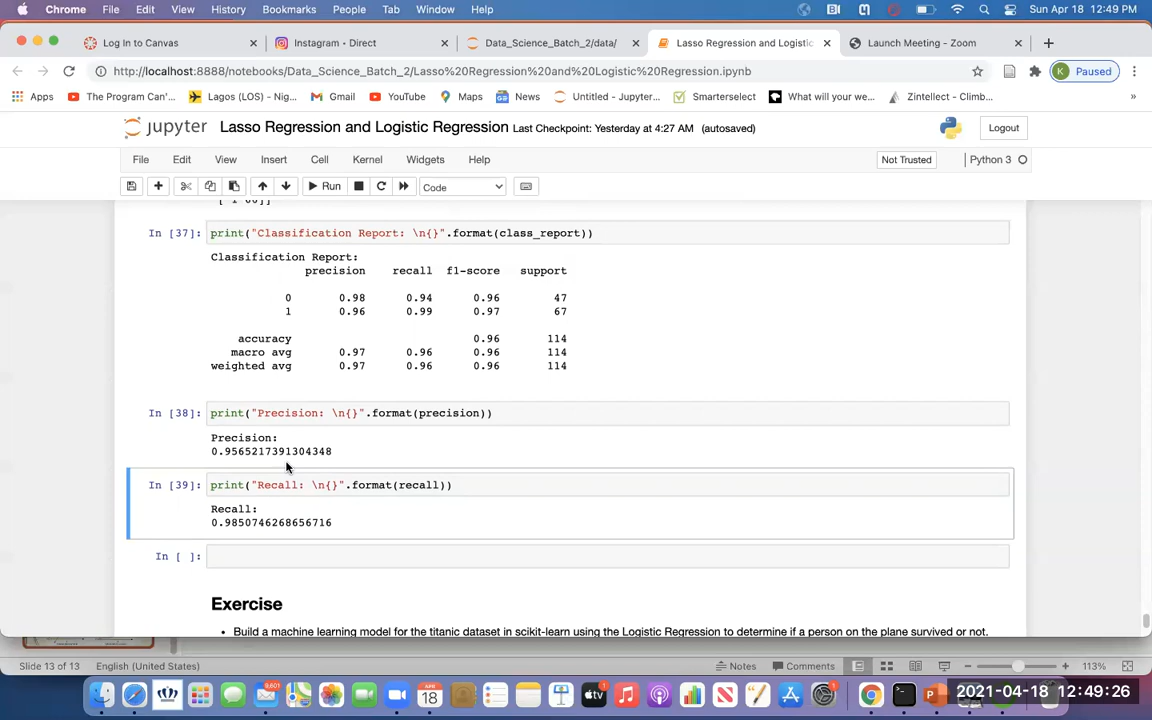 Chrome File Edit View History Bookmarks People Tab Window Help Sun Apr 18 12:49 PM
Log In to Canvas Instagram • Direct Data_Science_Batch_2/data/ Lasso Regression and Logistic Launch Meeting - Zoom
http://localhost:8888/notebooks/Data_Science_Batch_2/Lasso%20Regression%20and%20Logistic%20Regression.ipynb K Paused
Apps The Program Can'... Lagos (LOS) - Nig... Gmail YouTube Maps News Untitled - Jupyter... Smarterselect What will your we... Zintellect - Climb... »
jupyter Lasso Regression and Logistic Regression Last Checkpoint: Yesterday at 4:27 AM (autosaved) Logout
File Edit View Insert Cell Kernel Widgets Help Not Trusted Python 3
Run Code
In [37]: print("Classification Report: \n{}".format(class_report))
Classification Report:
precision recall f1-score support
0 0.98 0.94 0.96 47
1 0.96 0.99 0.97 67
accuracy 0.96 114
macro avg 0.97 0.96 0.96 114
weighted avg 0.97 0.96 0.96 114
In [38]: print("Precision: \n{}".format(precision))
Precision:
0.9565217391304348
In [39]: print("Recall: \n{}".format(recall))
Recall:
0.9850746268656716
In [ ]:
Exercise
• Build a machine learning model for the titanic dataset in scikit-learn using the Logistic Regression to determine if a person on the plane survived or not.
Slide 13 of 13 English (United States) Notes Comments 113%
9,601 APR 18 tv 1 1 2021-04-18 12:49:26